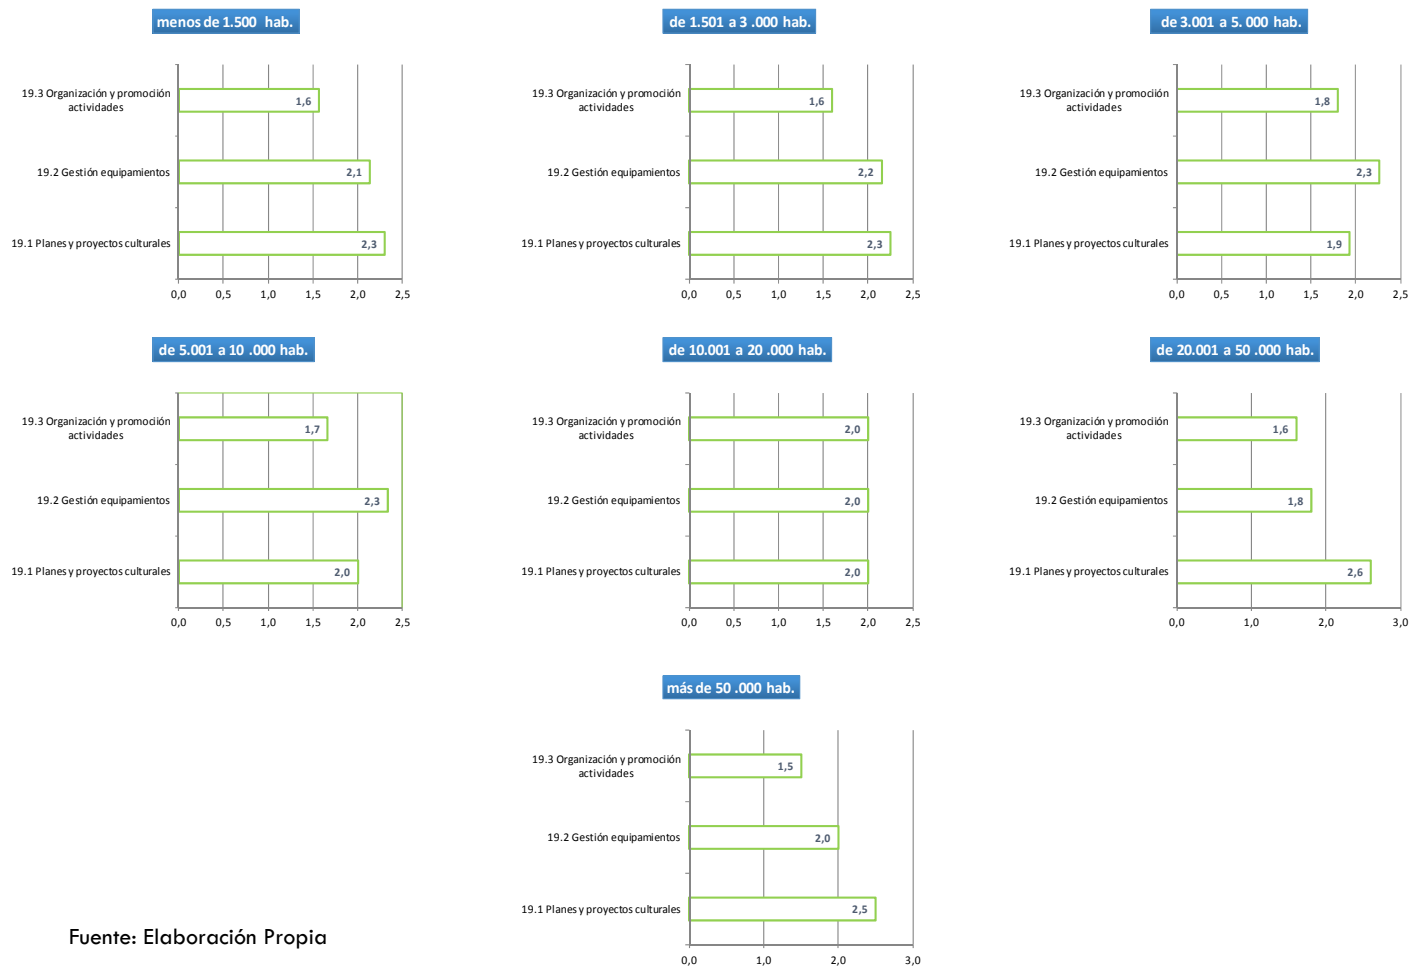 menos de 1.500 hab.
19.3 Organización y promociión
actividades
1,6
19.2 Gestión equipamientos
2,1
19.1 Planes y proyectos culturales
2,3
0,0 0,5 1,0 1,5 2,0 2,5
de 1.501 a 3 .000 hab.
19.3 Organización y promociión
actividades
1,6
19.2 Gestión equipamientos
2,2
19.1 Planes y proyectos culturales
2,3
0,0 0,5 1,0 1,5 2,0 2,5
de 3.001 a 5. 000 hab.
19.3 Organización y promociión
actividades
1,8
19.2 Gestión equipamientos
2,3
19.1 Planes y proyectos culturales
1,9
0,0 0,5 1,0 1,5 2,0 2,5
de 5.001 a 10 .000 hab.
19.3 Organización y promociión
actividades
1,7
19.2 Gestión equipamientos
2,3
19.1 Planes y proyectos culturales
2,0
0,0 0,5 1,0 1,5 2,0 2,5
de 10.001 a 20 .000 hab.
19.3 Organización y promociión
actividades
2,0
19.2 Gestión equipamientos
2,0
19.1 Planes y proyectos culturales
2,0
0,0 0,5 1,0 1,5 2,0 2,5
de 20.001 a 50 .000 hab.
19.3 Organización y promociión
actividades
1,6
19.2 Gestión equipamientos
1,8
19.1 Planes y proyectos culturales
2,6
0,0 1,0 2,0 3,0
más de 50 .000 hab.
19.3 Organización y promociión
actividades
1,5
19.2 Gestión equipamientos
2,0
19.1 Planes y proyectos culturales
2,5
0,0 1,0 2,0 3,0
Fuente: Elaboración Propia